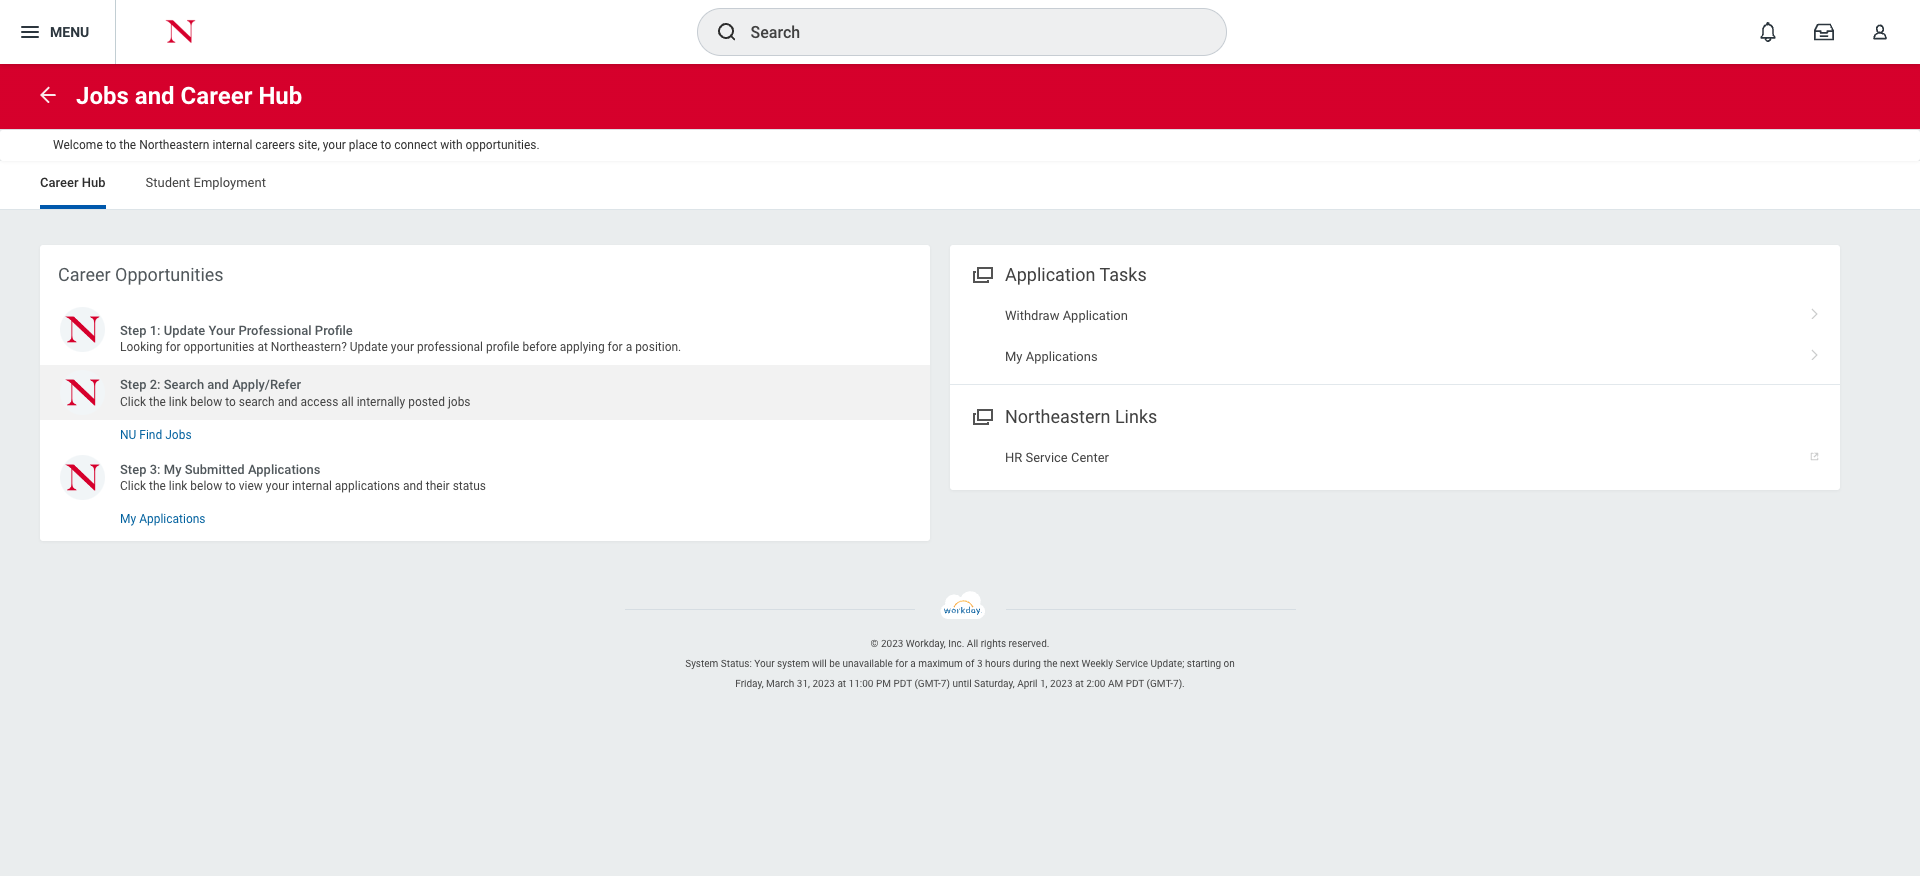 MENU
N
Search
Jobs and Career Hub
Welcome to the Northeastern internal careers site, your place to connect with opportunities.
Career Hub
Student Employment
Career Opportunities
N
Step 1: Update Your Professional Profile
Looking for opportunities at Northeastern? Update your professional profile before applying for a position.
N
Step 2: Search and Apply/Refer
Click the link below to search and access all internally posted jobs
NU Find Jobs
N
Step 3: My Submitted Applications
Click the link below to view your internal applications and their status
My Applications
Application Tasks
Withdraw Application
My Applications
Northeastern Links
HR Service Center
workday
© 2023 Workday, Inc. All rights reserved.
System Status: Your system will be unavailable for a maximum of 3 hours during the next Weekly Service Update; starting on
Friday, March 31, 2023 at 11:00 PM PDT (GMT-7) until Saturday, April 1, 2023 at 2:00 AM PDT (GMT-7).